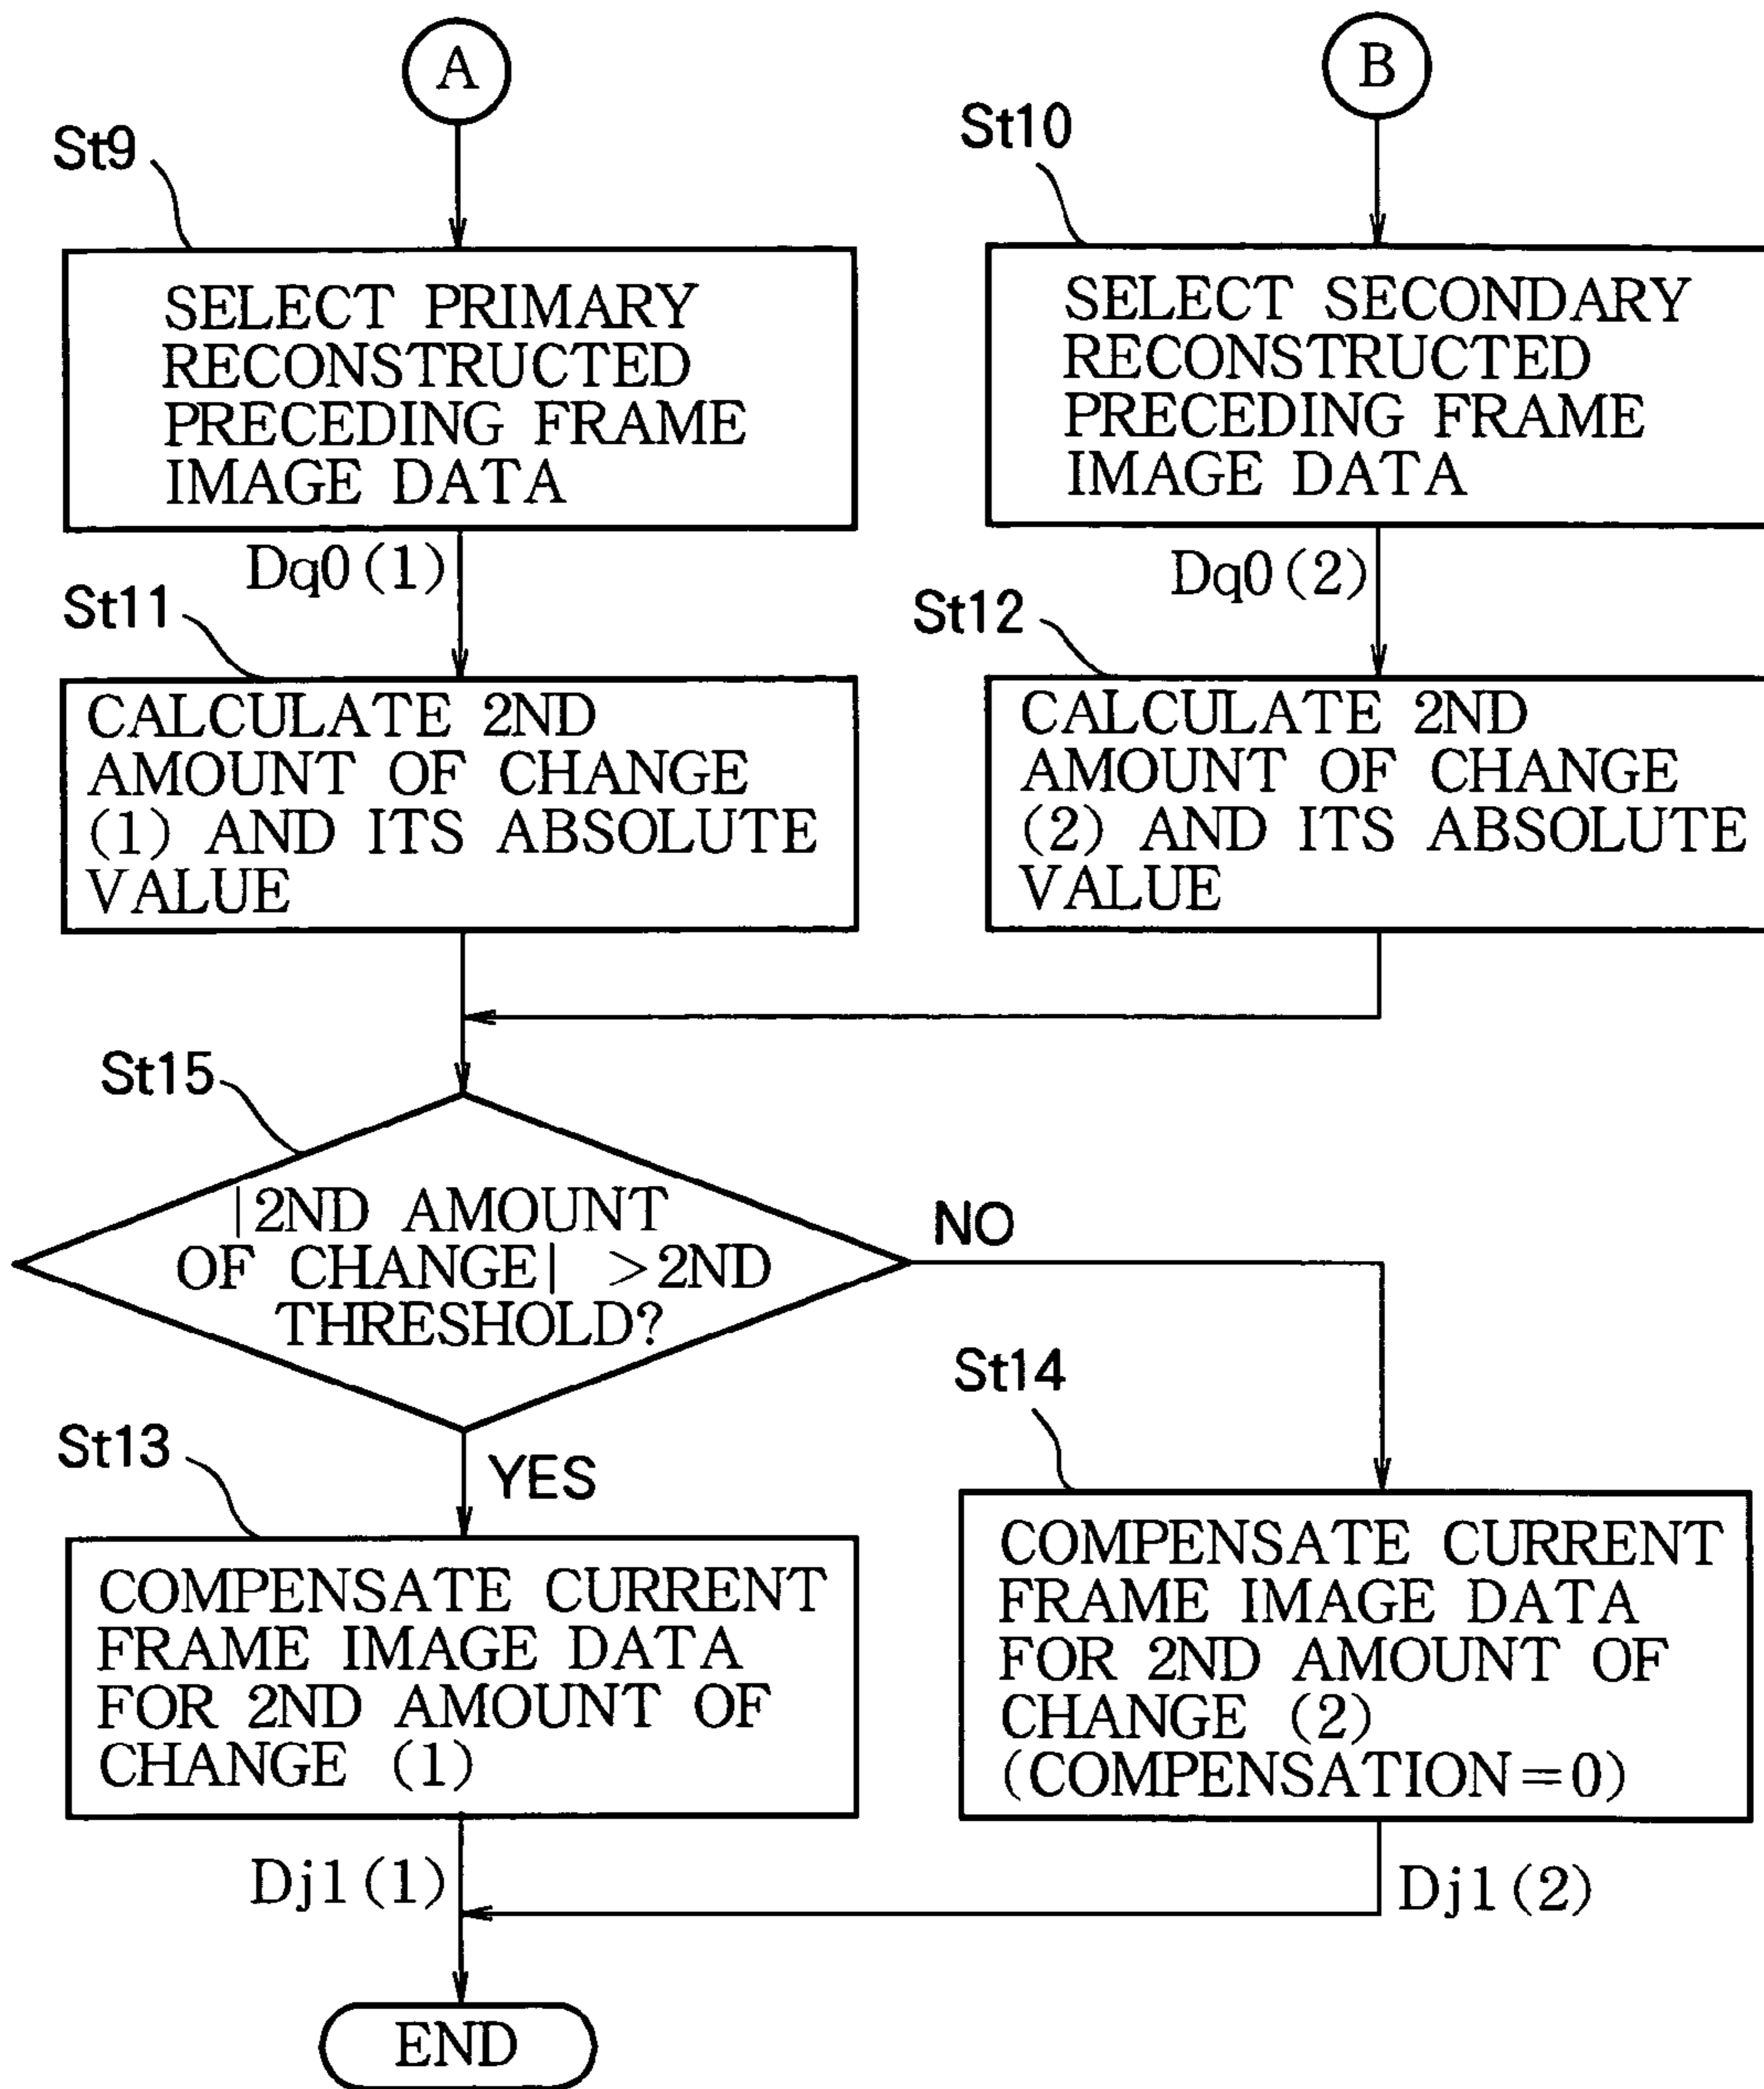 A
B
St9
St10
SELECT PRIMARY
RECONSTRUCTED
PRECEDING FRAME
IMAGE DATA
SELECT SECONDARY
RECONSTRUCTED
PRECEDING FRAME
IMAGE DATA
Dq0(1)
Dq0(2)
St11
St12
CALCULATE 2ND
AMOUNT OF CHANGE
(1) AND ITS ABSOLUTE
VALUE
CALCULATE 2ND
AMOUNT OF CHANGE
(2) AND ITS ABSOLUTE
VALUE
St15
|2ND AMOUNT
OF CHANGE| >2ND
THRESHOLD?
NO
YES
St13
St14
COMPENSATE CURRENT
FRAME IMAGE DATA
FOR 2ND AMOUNT OF
CHANGE (1)
COMPENSATE CURRENT
FRAME IMAGE DATA
FOR 2ND AMOUNT OF
CHANGE (2)
(COMPENSATION=0)
Dj1(1)
Dj1(2)
END